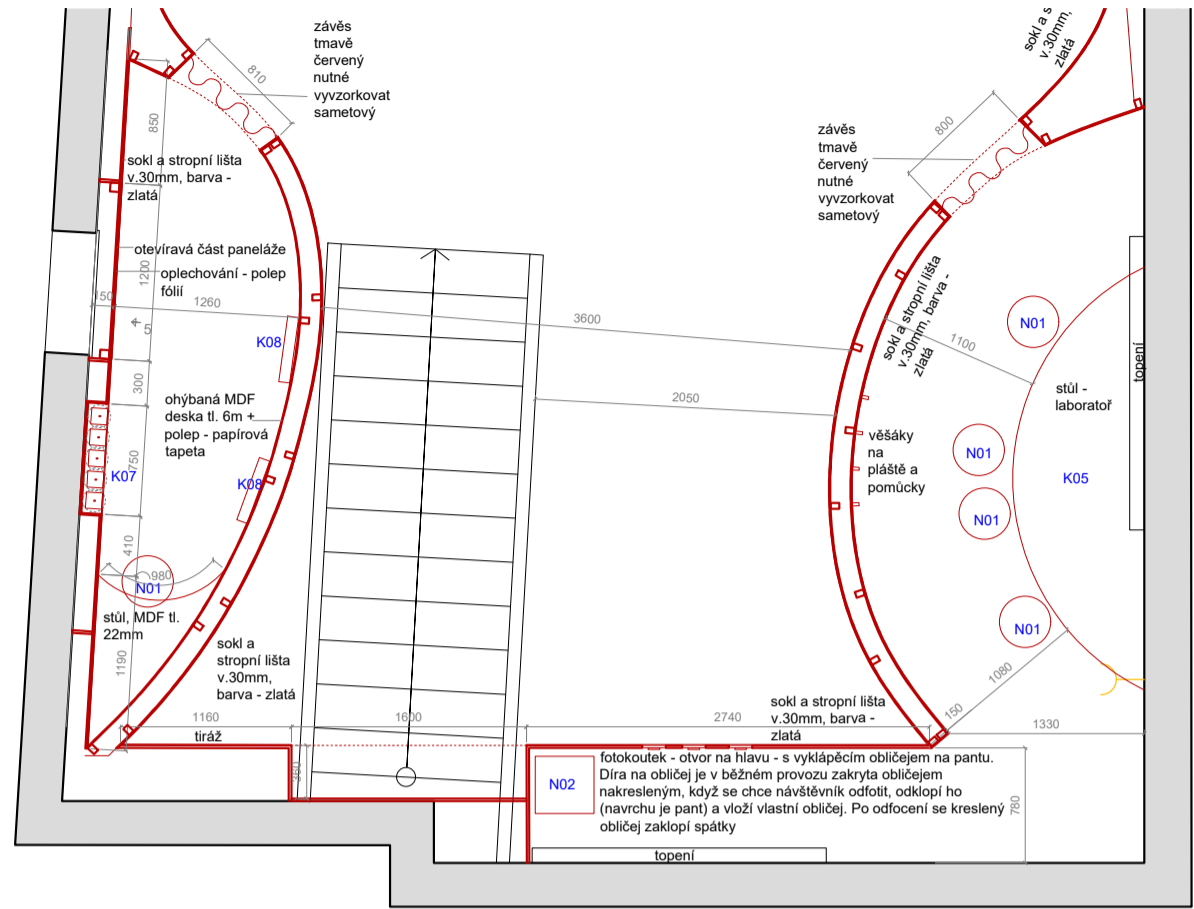 závěs
tmavě
červený
nutné
vyvzorkovat
sametový
810
850
sokl a stropní lišta
v.30mm, barva -
zlatá
otevíravá část paneláže
oplechování - polep
fólií
1200
150
1260
K08
300
ohýbaná MDF
deska tl. 6m +
polep - papírová
tapeta
750
K07
K08
410
980
N01
stůl, MDF tl.
22mm
1190
sokl a
stropní lišta
v.30mm,
barva - zlatá
1160
tiráž
1600
360
3600
2050
sokl a s
v.30mm,
zlatá
800
závěs
tmavě
červený
nutné
vyvzorkovat
sametový
sokl a stropní lišta
v.30mm, barva -
zlatá
1100
N01
topení
stůl -
laboratoř
věšáky
na
pláště a
pomůcky
N01
K05
N01
N01
1080
150
1330
sokl a stropní lišta
v.30mm, barva -
zlatá
2740
N02
fotokoutek - otvor na hlavu - s vyklápěcím obličejem na pantu.
Díra na obličej je v běžném provozu zakryta obličejem
nakresleným, když se chce návštěvník odfotit, odklopí ho
(navrchu je pant) a vloží vlastní obličej. Po odfocení se kreslený
obličej zaklopí spátky
780
topení